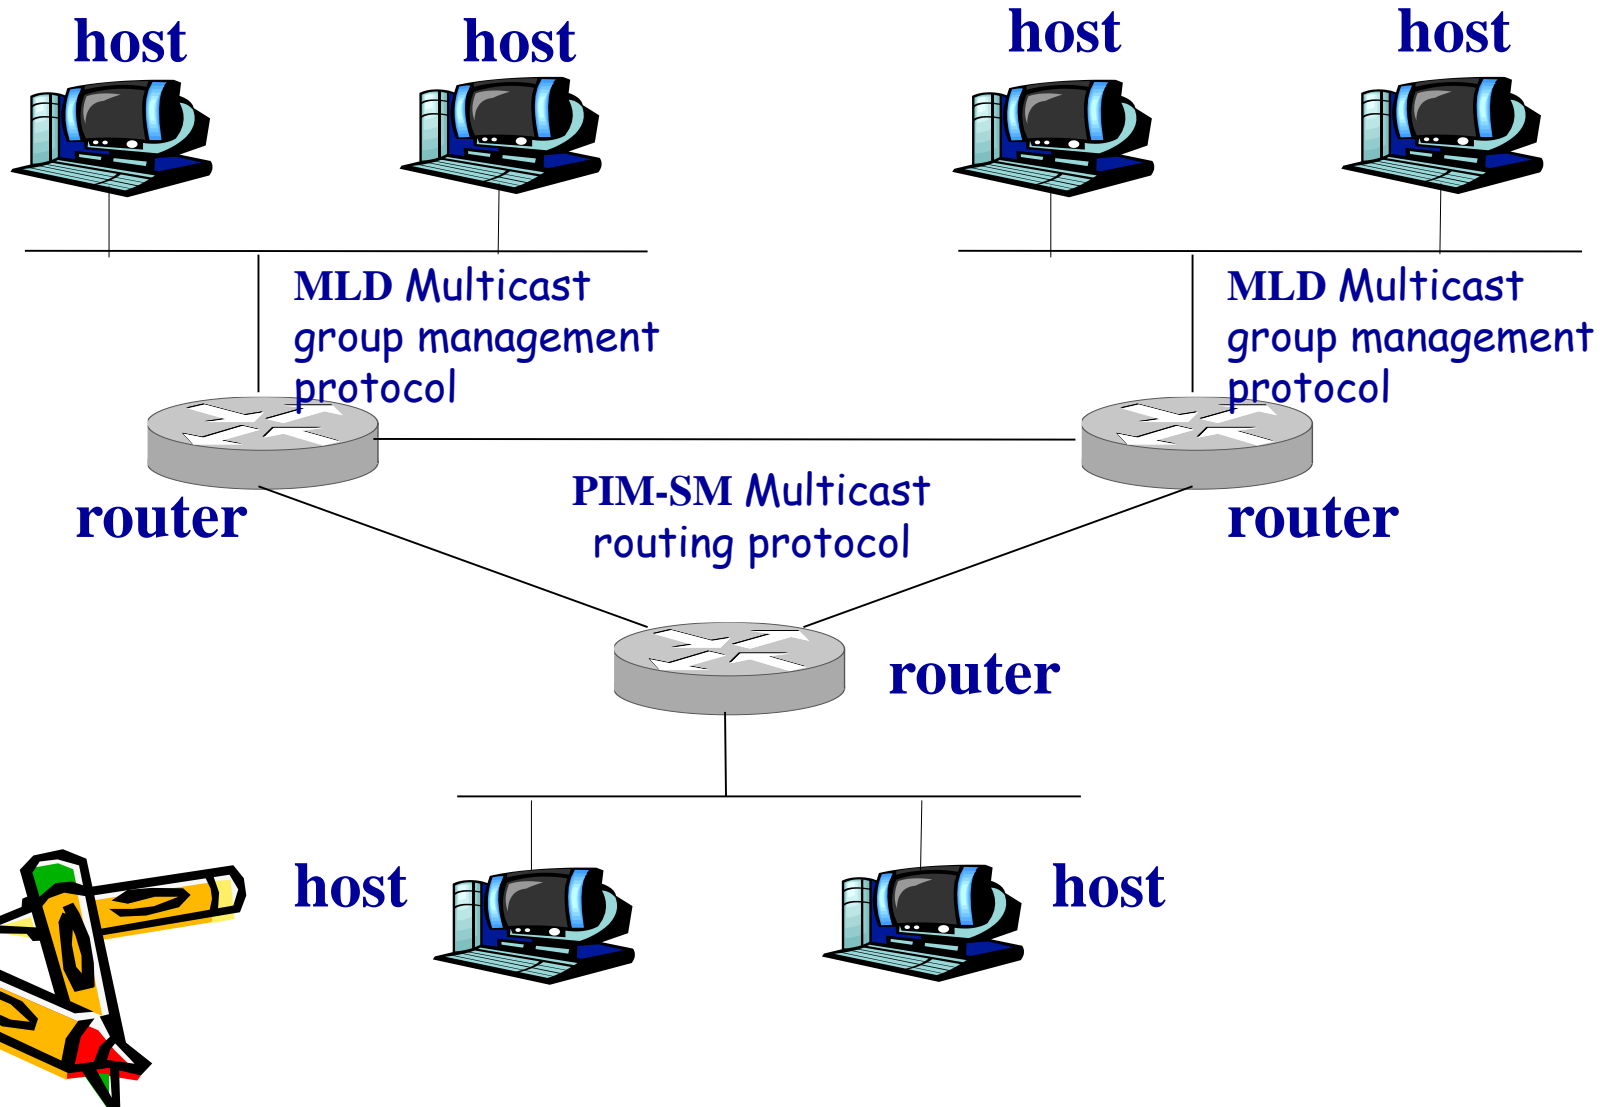 host
host
host
host
MLD Multicast
group management
protocol
MLD Multicast
group management
protocol
router
PIM-SM Multicast
routing protocol
router
router
host
host